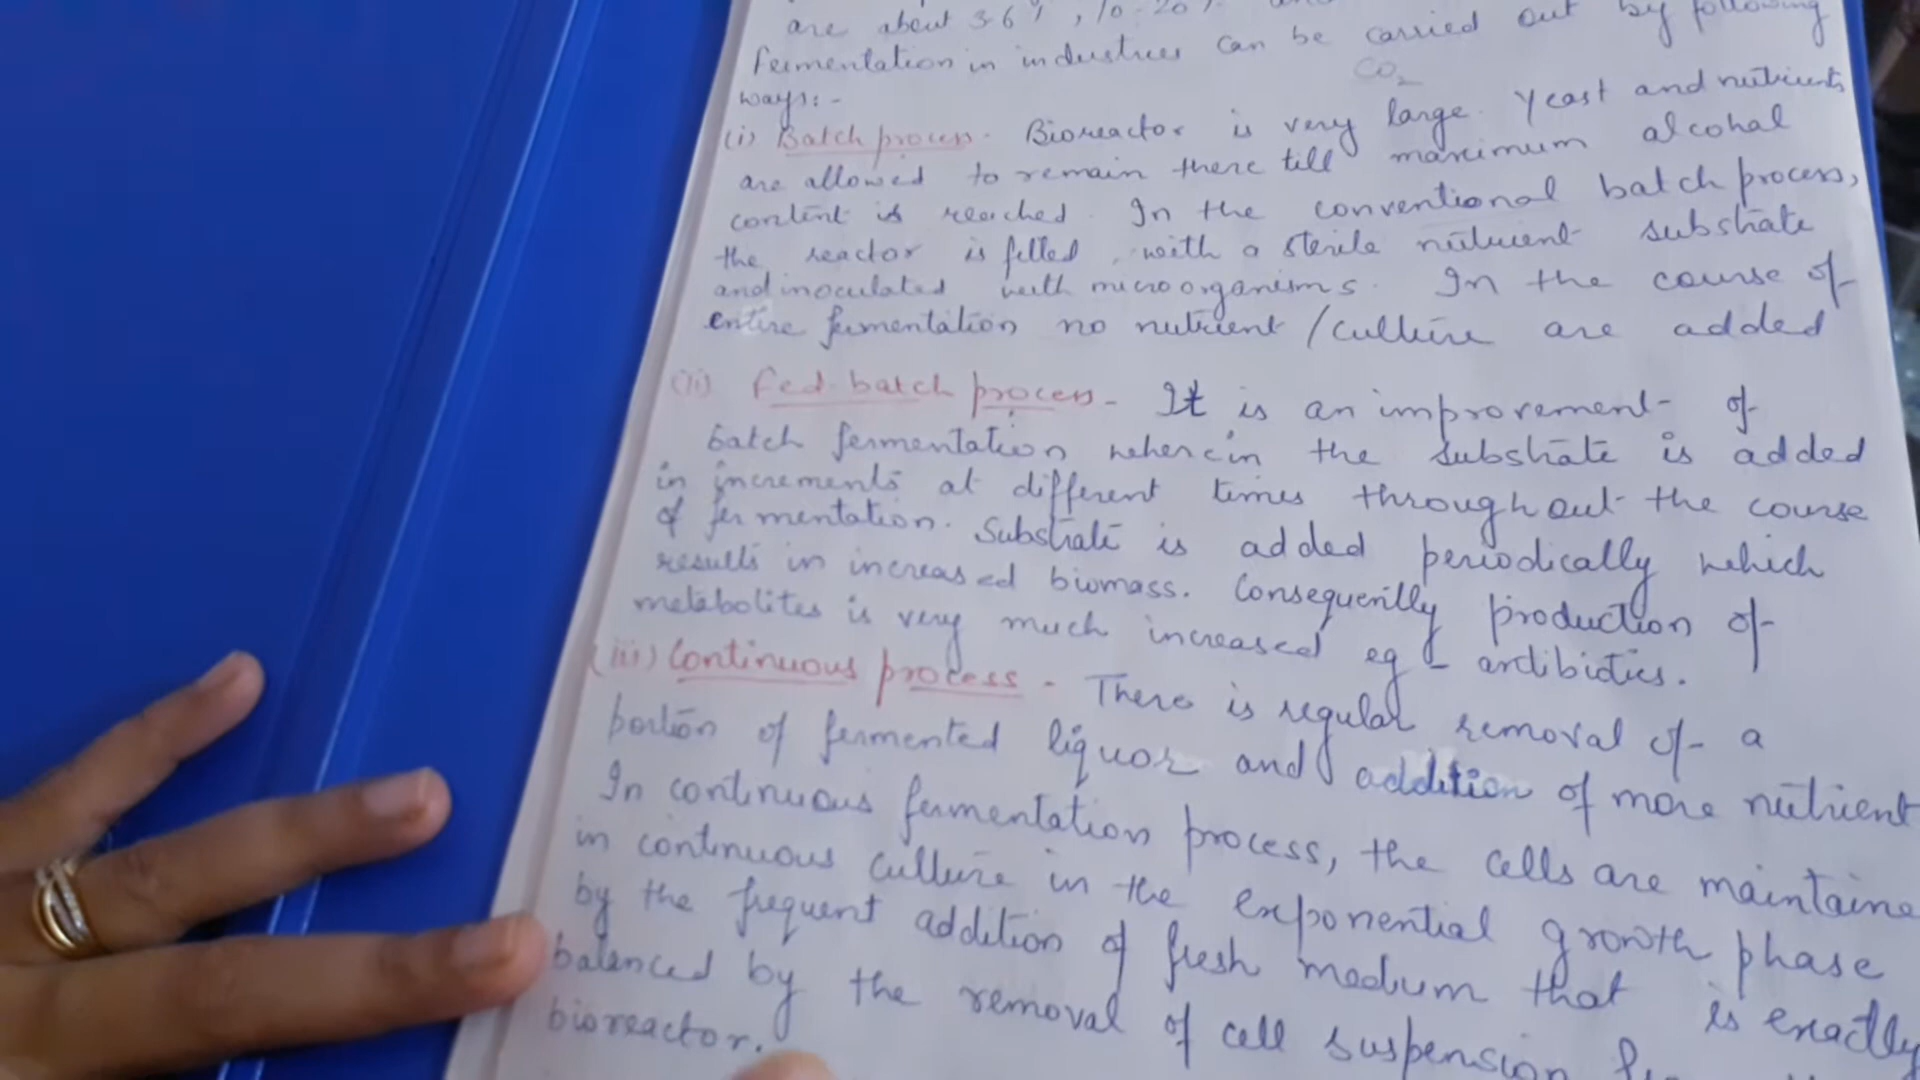 are about 3-6%, 10-20%
fermentation in industries can be carried out by following
CO2
ways:-
(i) Batch process. Bioreactor is very large. Yeast and nutrients
are allowed to remain there till maximum alcohal
content is reached. In the conventional batch process,
the reactor is filled with a sterile nutrient substrate
and inoculated with microorganisms. In the course of
entire fermentation no nutrient / culture are added
(ii) Fed-batch process - It is an improvement of
batch fermentation wherein the substrate is added
in increments at different times throughout the course
of fermentation. Substrate is added periodically which
results in increased biomass. Consequently production of
metabolites is very much increased eg - antibiotics.
(iii) Continuous process - There is regular removal of a
portion of fermented liquor and addition of more nutrient
In continuous fermentation process, the cells are maintaine
in continuous culture in the exponential growth phase
by the frequent addition of fresh medium that is exactly
balanced by the removal of cell suspension
bioreactor.